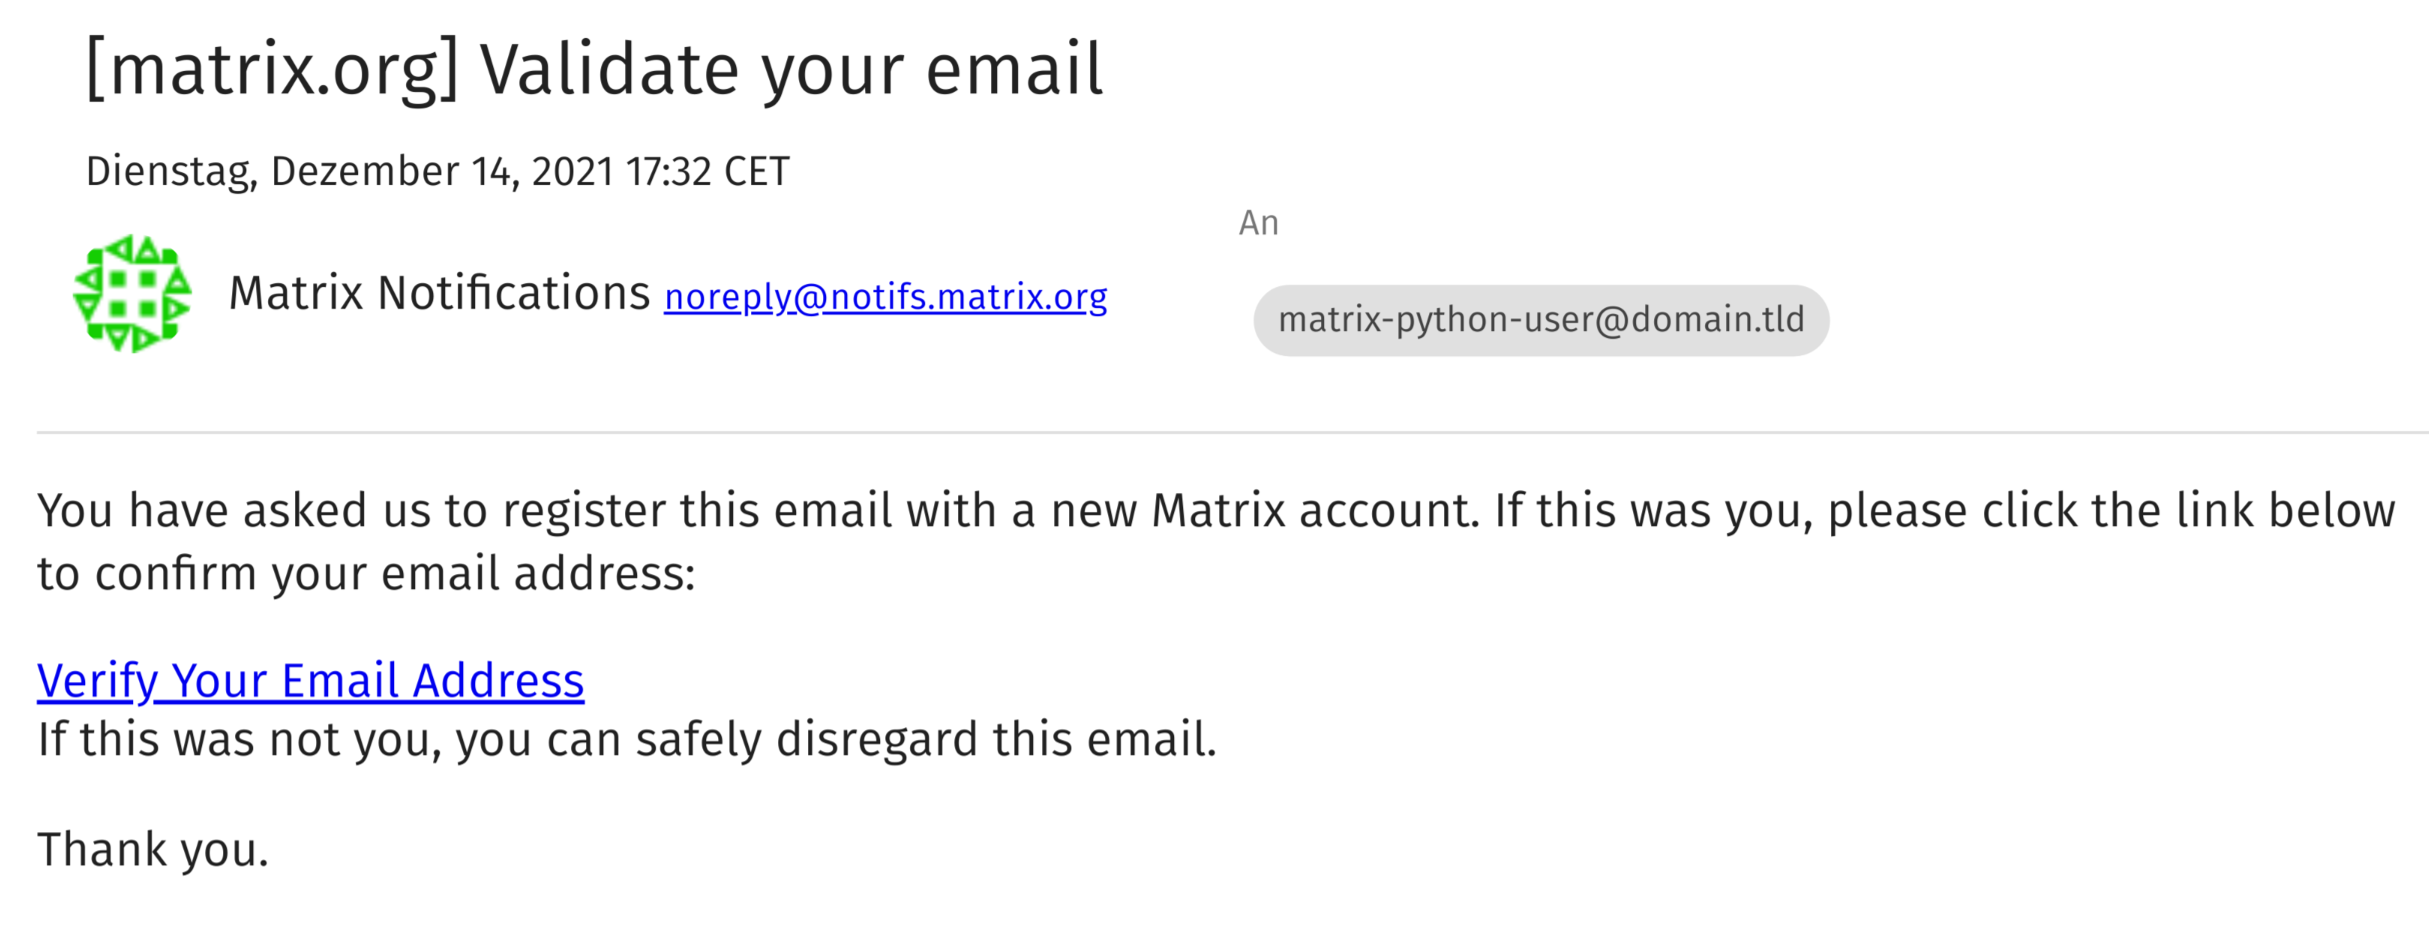 [matrix.org] Validate your email
Dienstag, Dezember 14, 2021 17:32 CET
An
Matrix Notifications noreply@notifs.matrix.org
matrix-python-user@domain.tld
You have asked us to register this email with a new Matrix account. If this was you, please click the link below
to confirm your email address:
Verify Your Email Address
If this was not you, you can safely disregard this email.
Thank you.